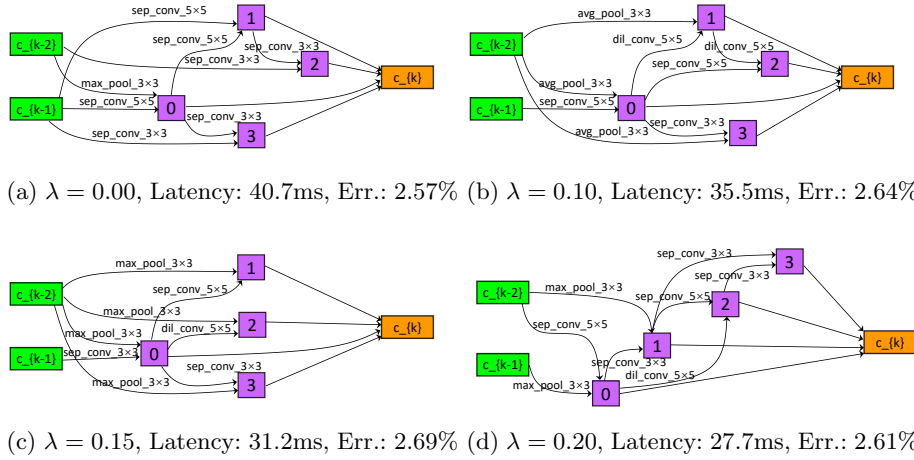 sep_conv_5×5
1
sep_conv_5×5
sep_conv_3×3
c_{k-2}
sep_conv_3×3
2
c_{k}
max_pool_3×3
c_{k-1}
sep_conv_5×5
0
sep_conv_3×3
sep_conv_3×3
3
(a) λ = 0.00, Latency: 40.7ms, Err.: 2.57%
avg_pool_3×3
1
dil_conv_5×5
dil_conv_5×5
c_{k-2}
sep_conv_5×5
2
c_{k}
avg_pool_3×3
c_{k-1}
sep_conv_5×5
0
sep_conv_3×3
avg_pool_3×3
3
(b) λ = 0.10, Latency: 35.5ms, Err.: 2.64%
max_pool_3×3
1
c_{k-2}
sep_conv_5×5
max_pool_3×3
2
c_{k}
max_pool_3×3
dil_conv_5×5
c_{k-1}
sep_conv_3×3
0
sep_conv_3×3
max_pool_3×3
3
(c) λ = 0.15, Latency: 31.2ms, Err.: 2.69%
sep_conv_3×3
3
sep_conv_3×3
c_{k-2}
max_pool_3×3
sep_conv_5×5
2
sep_conv_5×5
1
c_{k}
c_{k-1}
sep_conv_3×3
dil_conv_5×5
max_pool_3×3
0
(d) λ = 0.20, Latency: 27.7ms, Err.: 2.61%